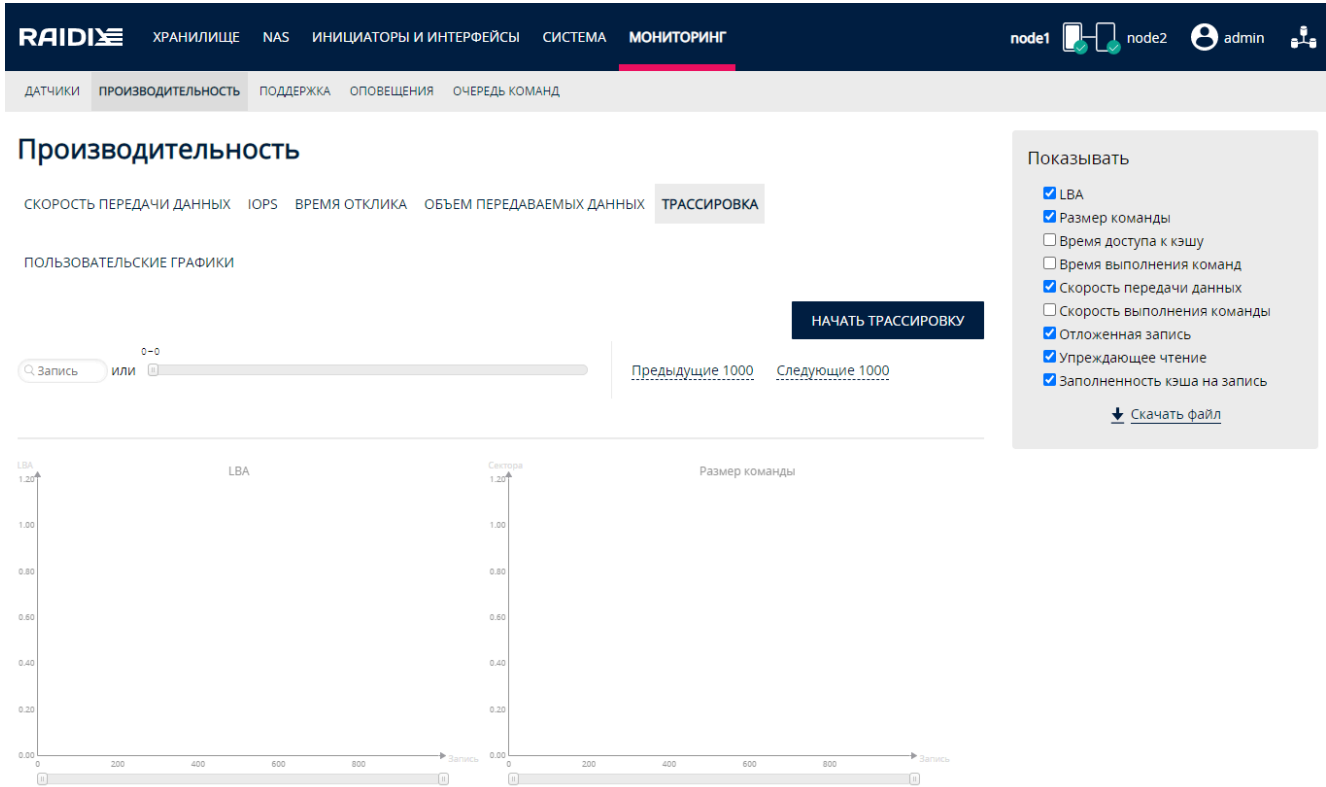 RAIDIX ХРАНИЛИЩЕ NAS ИНИЦИАТОРЫ И ИНТЕРФЕЙСЫ СИСТЕМА МОНИТОРИНГ node1 node2 admin
ДАТЧИКИ ПРОИЗВОДИТЕЛЬНОСТЬ ПОДДЕРЖКА ОПОВЕЩЕНИЯ ОЧЕРЕДЬ КОМАНД
Производительность
СКОРОСТЬ ПЕРЕДАЧИ ДАННЫХ IOPS ВРЕМЯ ОТКЛИКА ОБЪЕМ ПЕРЕДАВАЕМЫХ ДАННЫХ ТРАССИРОВКА
ПОЛЬЗОВАТЕЛЬСКИЕ ГРАФИКИ
НАЧАТЬ ТРАССИРОВКУ
0-0
Запись или
Предыдущие 1000 Следующие 1000
Показывать
LBA
Размер команды
Время доступа к кэшу
Время выполнения команд
Скорость передачи данных
Скорость выполнения команды
Отложенная запись
Упреждающее чтение
Заполненность кэша на запись
Скачать файл
LBA
LBA
1.20
1.00
0.80
0.60
0.40
0.20
0.00
0 200 400 600 800 Запись
Сектора
Размер команды
1.20
1.00
0.80
0.60
0.40
0.20
0.00
0 200 400 600 800 Запись